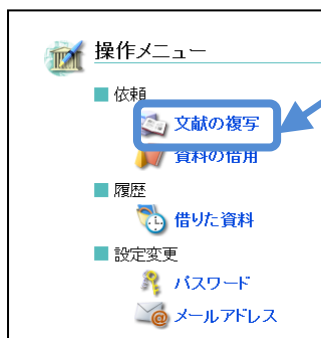 操作メニュー
依頼
文献の複写
資料の借用
履歴
借りた資料
設定変更
パスワード
メールアドレス